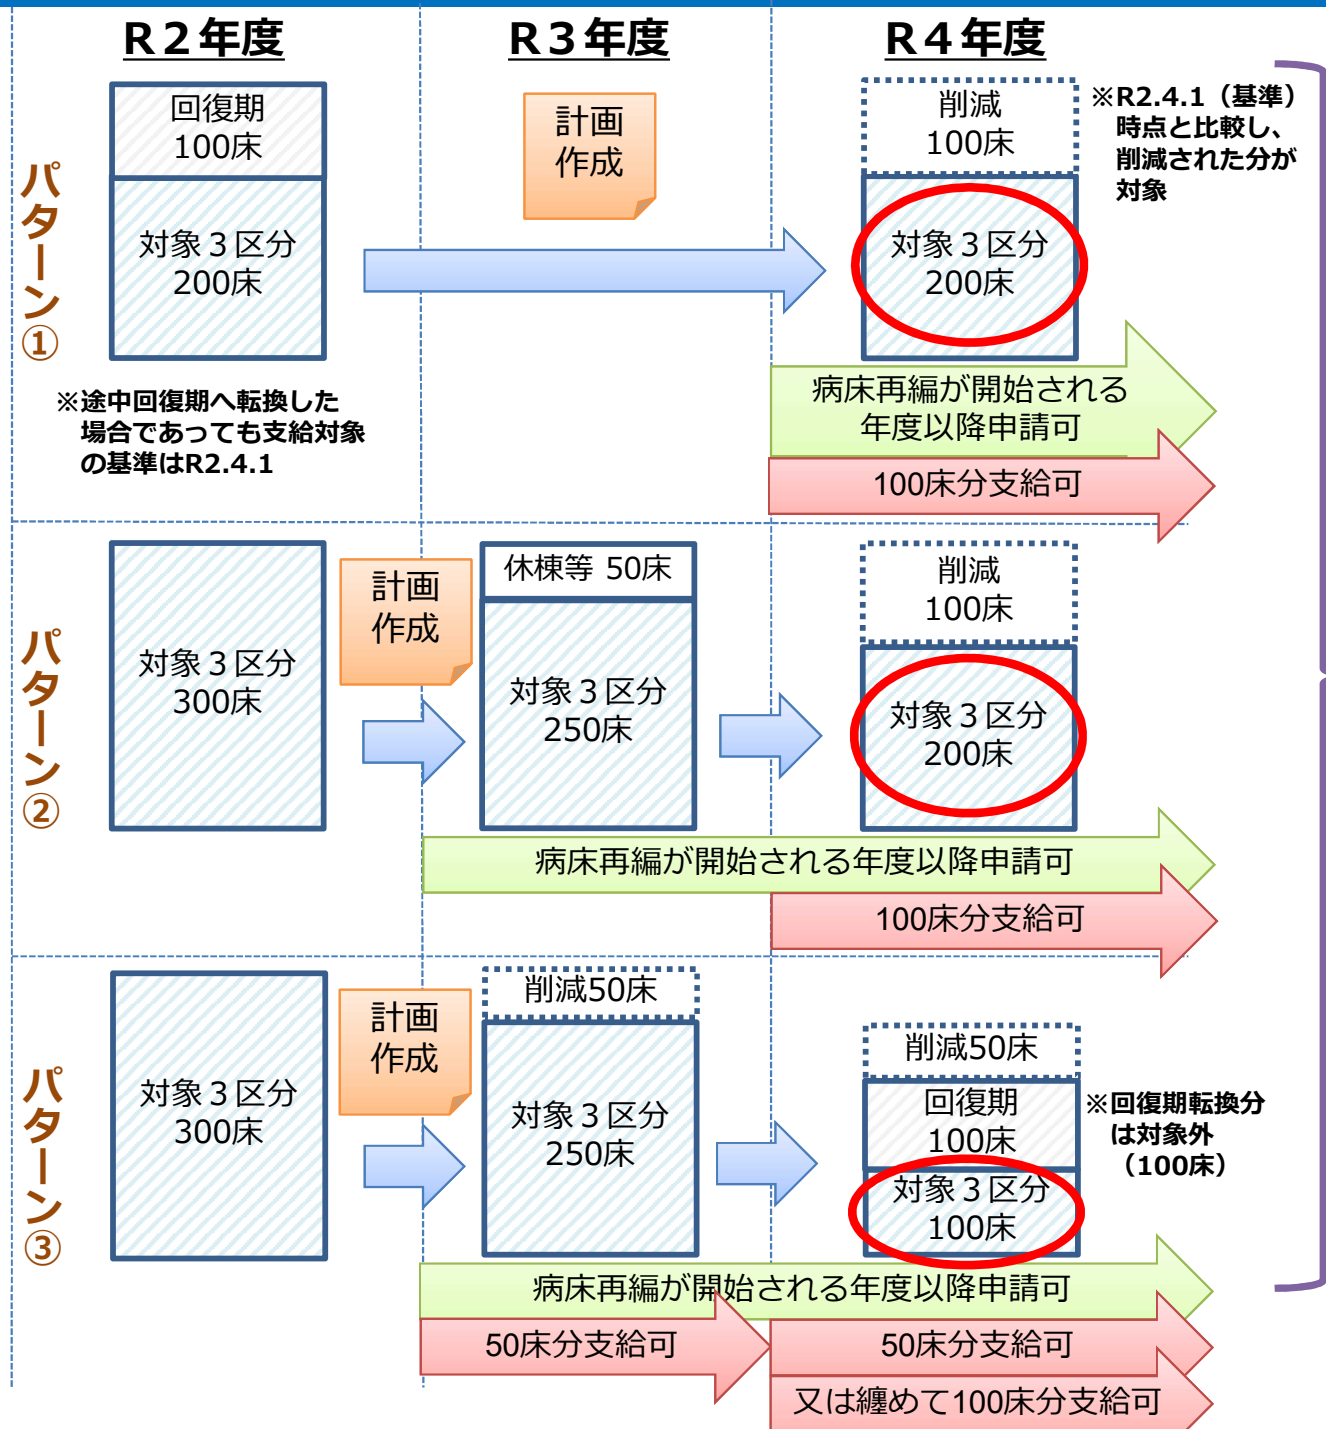 R２年度
R３年度
R４年度
パターン①
回復期
100床
対象３区分
200床
※途中回復期へ転換した
場合であっても支給対象
の基準はR2.4.1
計画
作成
削減
100床
対象３区分
200床
※R2.4.1（基準）
時点と比較し、
削減された分が
対象
病床再編が開始される
年度以降申請可
100床分支給可
パターン②
対象３区分
300床
計画
作成
休棟等 50床
対象３区分
250床
削減
100床
対象３区分
200床
病床再編が開始される年度以降申請可
100床分支給可
パターン③
対象３区分
300床
計画
作成
削減50床
対象３区分
250床
削減50床
回復期
100床
対象３区分
100床
※回復期転換分
は対象外
（100床）
病床再編が開始される年度以降申請可
50床分支給可
50床分支給可
又は纏めて100床分支給可